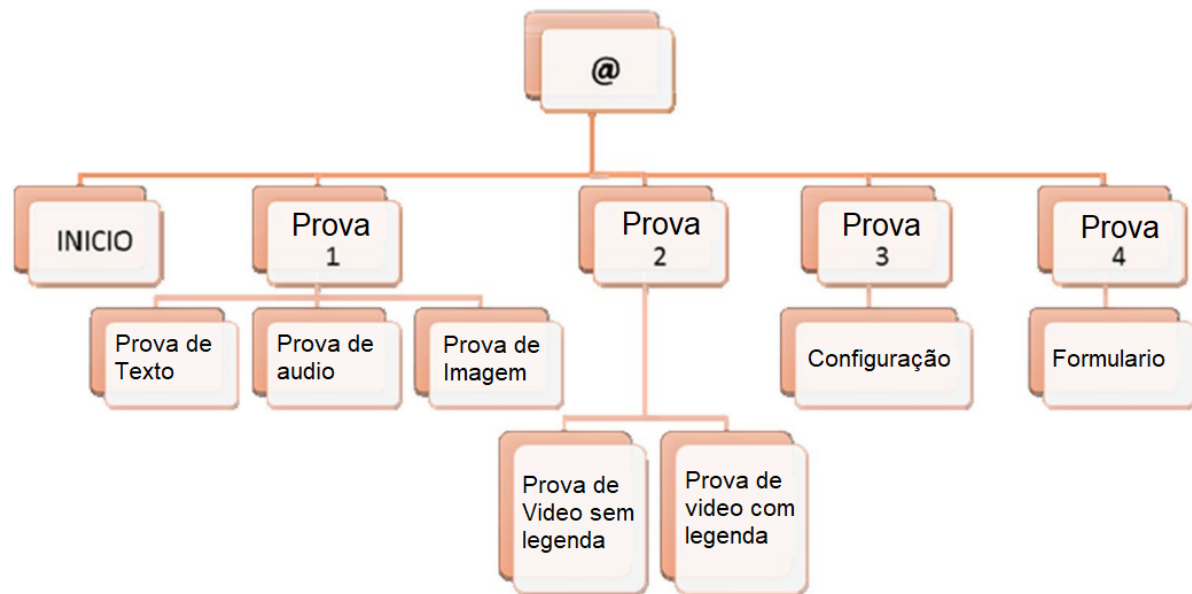 @
INICIO
Prova
1
Prova
2
Prova
3
Prova
4
Prova de
Texto
Prova de
audio
Prova de
Imagem
Configuração
Formulario
Prova de
Video sem
legenda
Prova de
video com
legenda